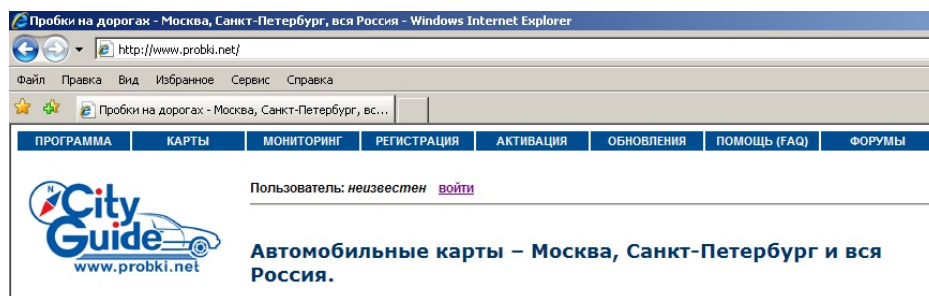 Пробки на дорогах - Москва, Санкт-Петербург, вся Россия - Windows Internet Explorer
http://www.probki.net/
Файл Правка Вид Избранное Сервис Справка
Пробки на дорогах - Москва, Санкт-Петербург, вс...
ПРОГРАММА КАРТЫ МОНИТОРИНГ РЕГИСТРАЦИЯ АКТИВАЦИЯ ОБНОВЛЕНИЯ ПОМОЩЬ (FAQ) ФОРУМЫ
Пользователь: неизвестен войти
N
City
Guide
www.probki.net
Автомобильные карты – Москва, Санкт-Петербург и вся
Россия.